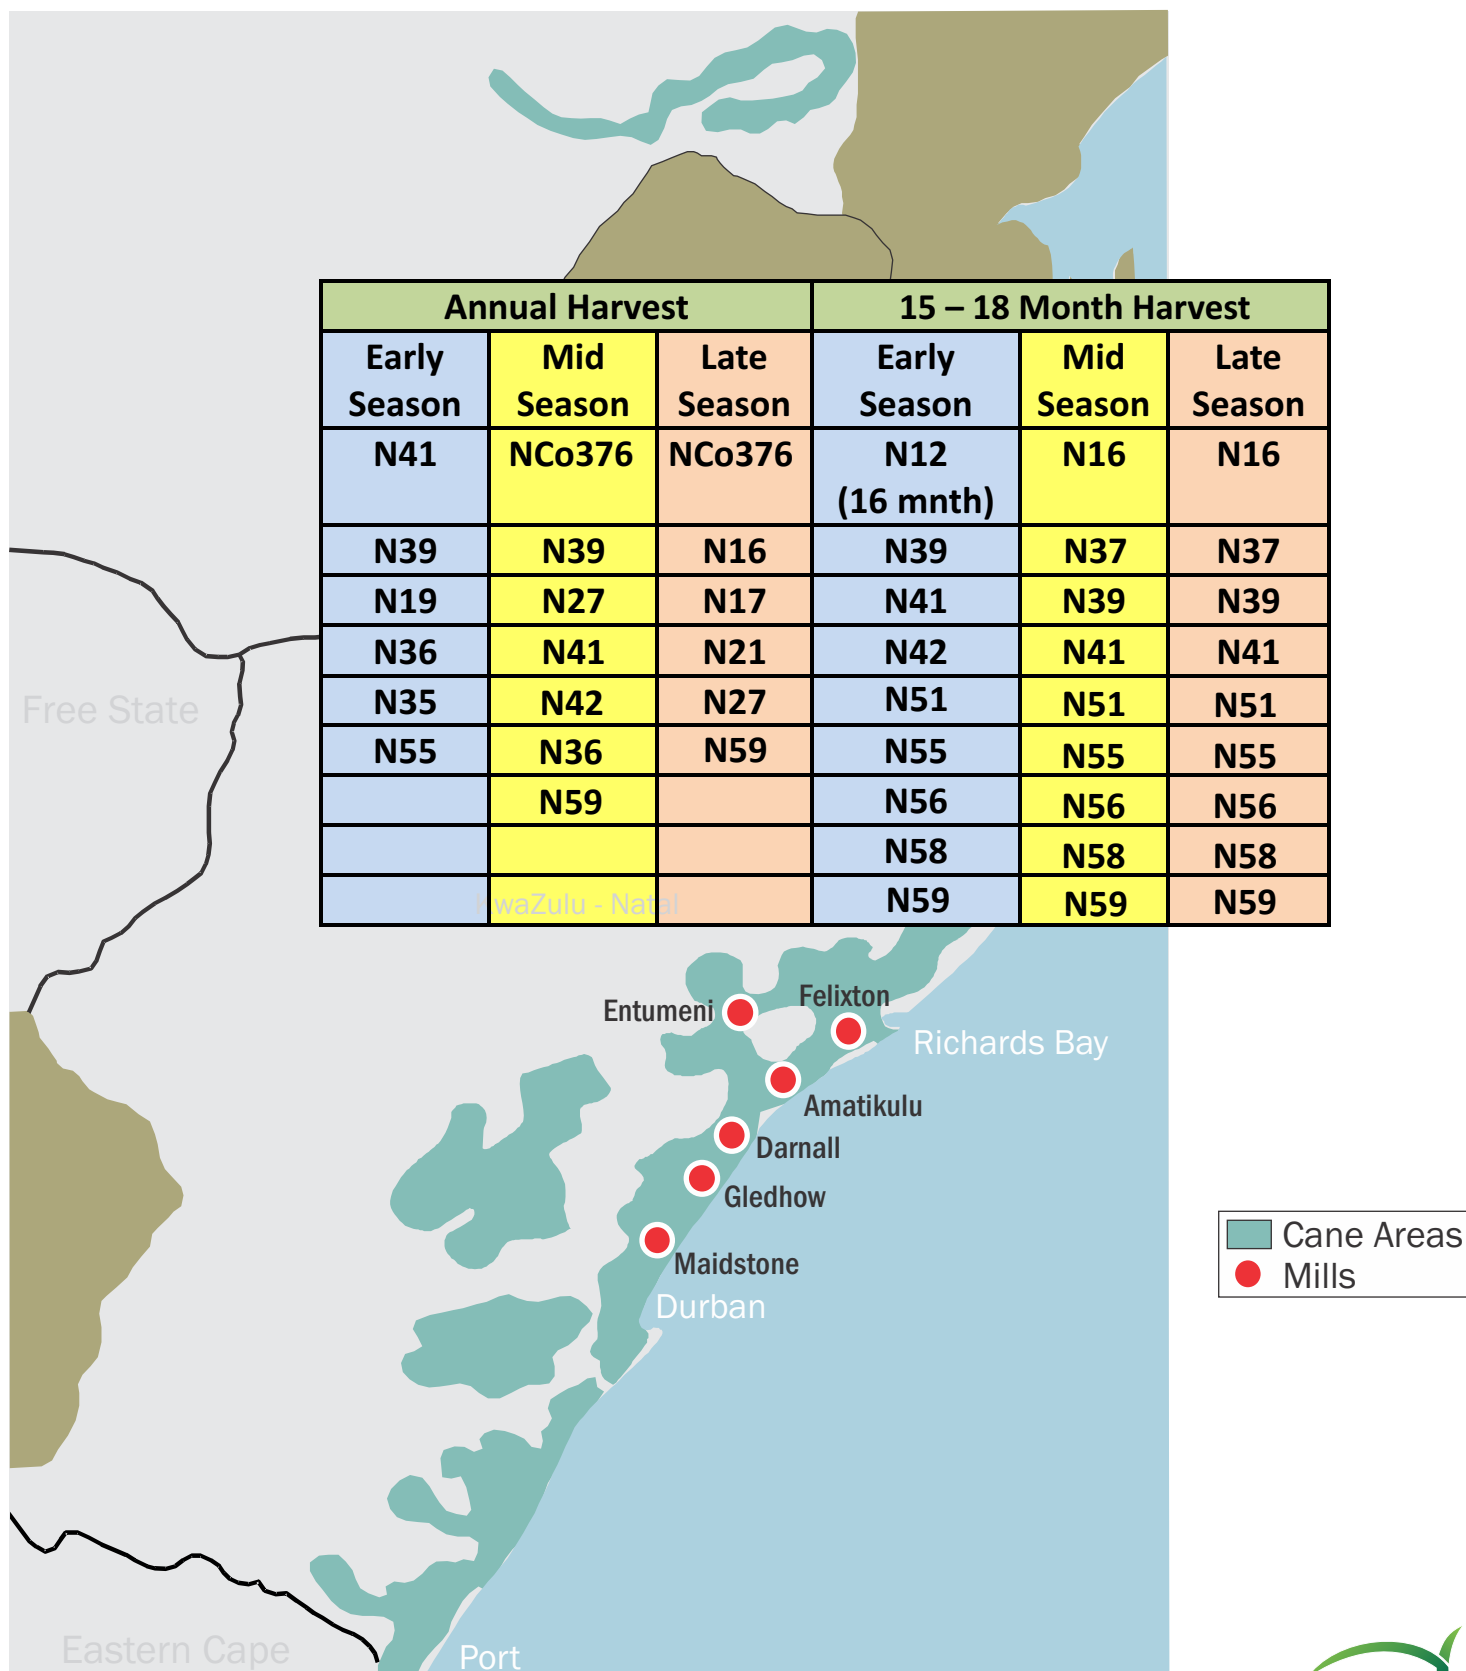 Annual Harvest 15 – 18 Month Harvest
Early Season Mid Season Late Season Early Season Mid Season Late Season
N41 NCo376 NCo376 N12 (16 mnth) N16 N16
N39 N39 N16 N39 N37 N37
N19 N27 N17 N41 N39 N39
N36 N41 N21 N42 N41 N41
N35 N42 N27 N51 N51 N51
N55 N36 N59 N55 N55 N55
N59 N56 N56 N56
N58 N58 N58
N59 N59 N59
Free State
KwaZulu - Natal
Entumeni
Felixton
Richards Bay
Amatikulu
Darnall
Gledhow
Maidstone
Durban
Cane Areas
Mills
Eastern Cape
Port